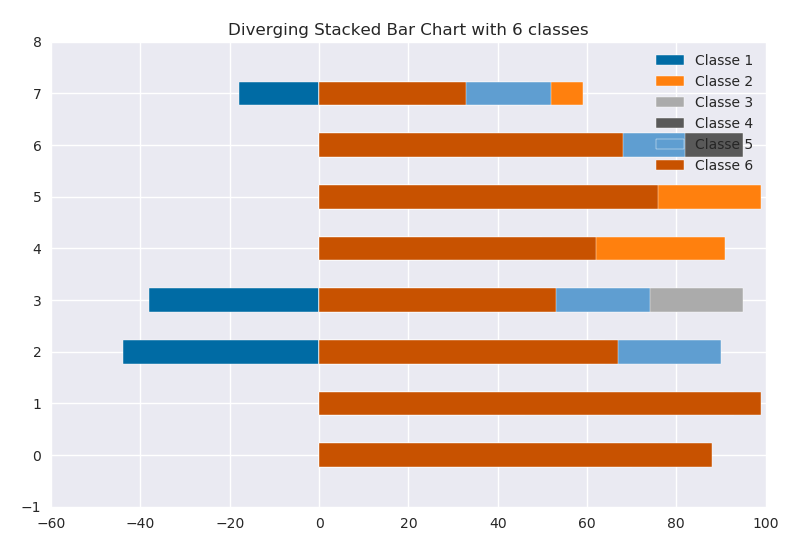 Diverging Stacked Bar Chart with 6 classes
8
7
6
5
4
3
2
1
0
−1
Classe 1
Classe 2
Classe 3
Classe 4
Classe 5
Classe 6
−60 −40 −20 0 20 40 60 80 100